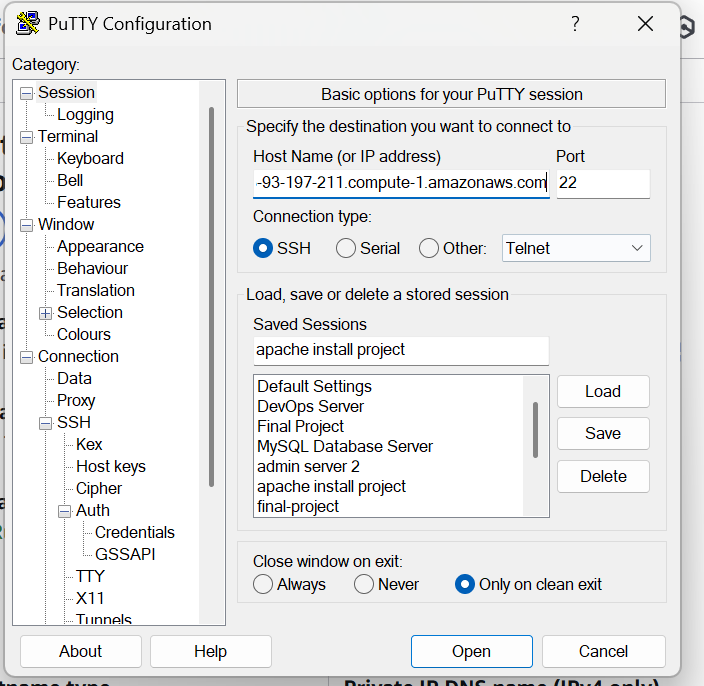 PuTTY Configuration
?
Category:
Session
Logging
Terminal
Keyboard
Bell
Features
Window
Appearance
Behaviour
Translation
Selection
Colours
Connection
Data
Proxy
SSH
Kex
Host keys
Cipher
Auth
Credentials
GSSAPI
TTY
X11
Tunnels
Basic options for your PuTTY session
Specify the destination you want to connect to
Host Name (or IP address) Port
-93-197-211.compute-1.amazonaws.com 22
Connection type:
SSH Serial Other: Telnet
Load, save or delete a stored session
Saved Sessions
apache install project
Default Settings
DevOps Server
Final Project
MySQL Database Server
admin server 2
apache install project
final-project
Load
Save
Delete
Close window on exit:
Always Never Only on clean exit
About Help Open Cancel
Private IP DNS name (IPv4 only)